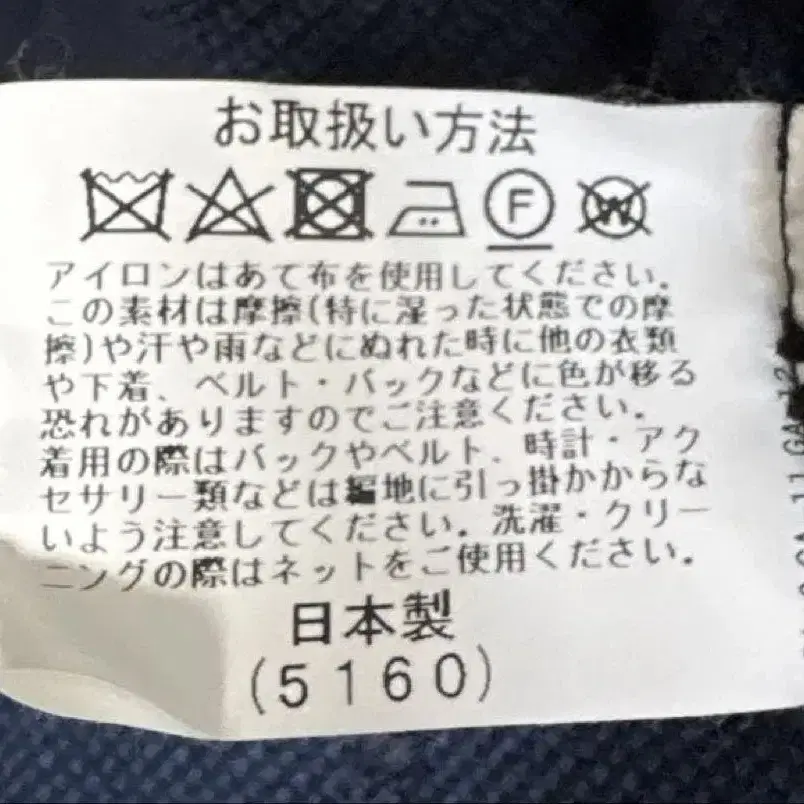 お取扱い方法
F W
アイロンはあて布を使用してください.
この素材は摩擦(特に湿った状態での摩
擦)や汗や雨などにぬれた時に他の衣類
や下着、ベルト・バックなどに色が移る
恐れがありますのでご注意ください.
着用の際はバックやベルト、時計・アク
セサリー類などは編地に引っ掛かからな
いよう注意してください. 洗濯・クリー
ニングの際はネットをご使用ください.
日本製
(5160)